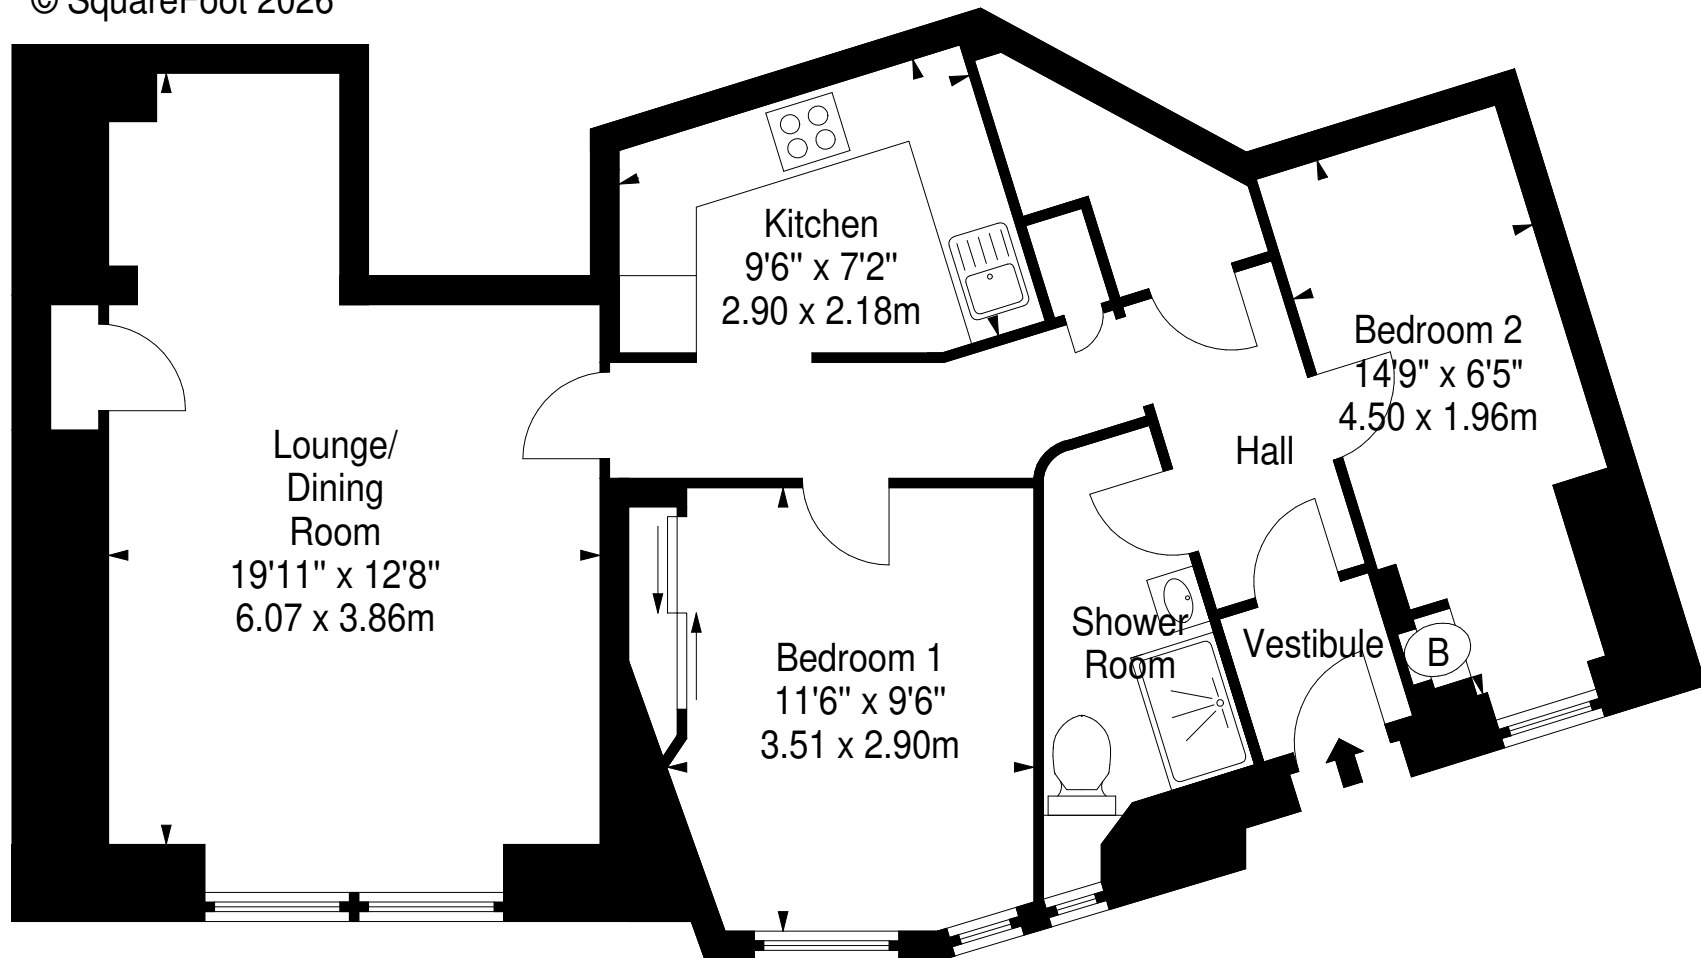 © SquareFoot 2026
Kitchen
9'6" x 7'2"
2.90 x 2.18m
Bedroom 2
14'9" x 6'5"
4.50 x 1.96m
Lounge/
Dining
Room
19'11" x 12'8"
6.07 x 3.86m
Hall
Bedroom 1
11'6" x 9'6"
3.51 x 2.90m
Shower
Room
Vestibule
B